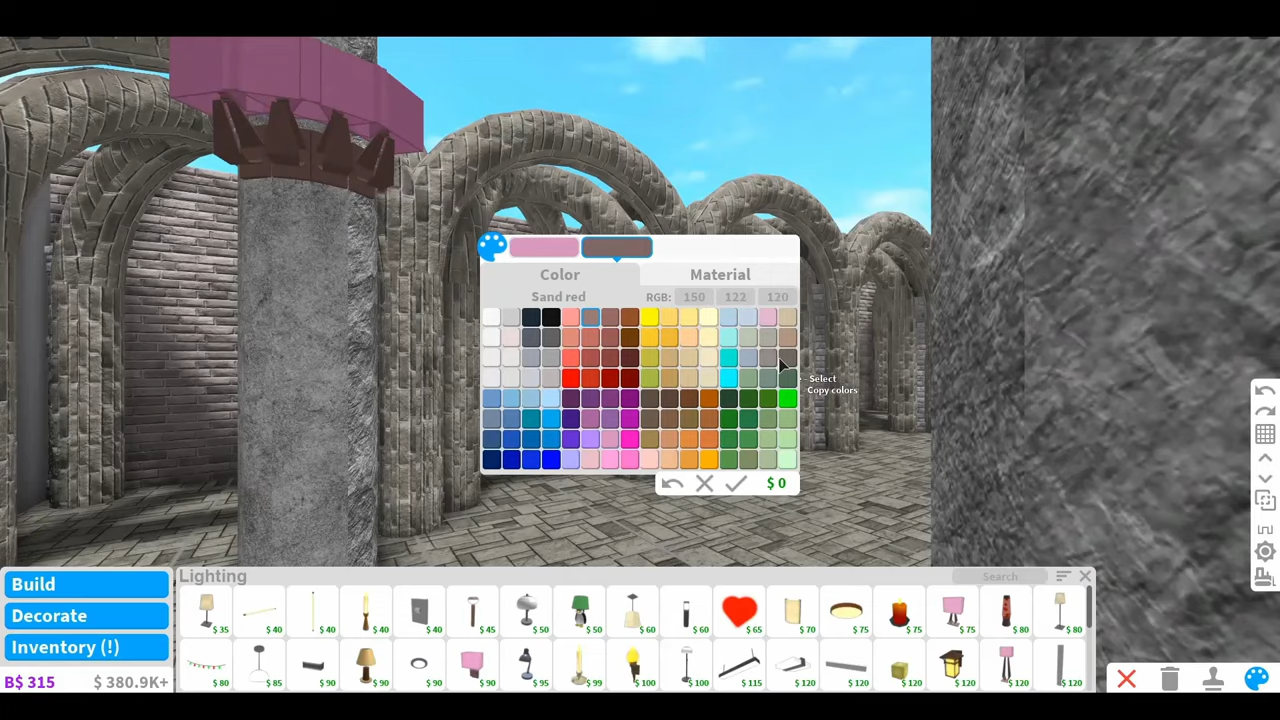 Color Material
Sand red RGB: 150 122 120
- Select
Copy colors
$ 0
Build
Decorate
Inventory (!)
B$ 315 $ 380.9K+
Lighting Search
$ 35 $ 40 $ 40 $ 40 $ 40 $ 45 $ 50 $ 50 $ 60 $ 60 $ 65 $ 70 $ 75 $ 75 $ 75 $ 80 $ 80
$ 80 $ 85 $ 90 $ 90 $ 90 $ 90 $ 95 $ 99 $ 100 $ 100 $ 115 $ 120 $ 120 $ 120 $ 120 $ 120 $ 120